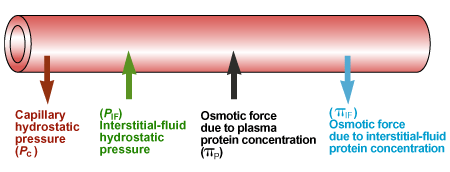 Capillary
hydrostatic
pressure
(Pc)
(PIF)
Interstitial-fluid
hydrostatic
pressure
Osmotic force
due to plasma
protein concentration
(πP)
(πIF)
Osmotic force
due to interstitial-fluid
protein concentration